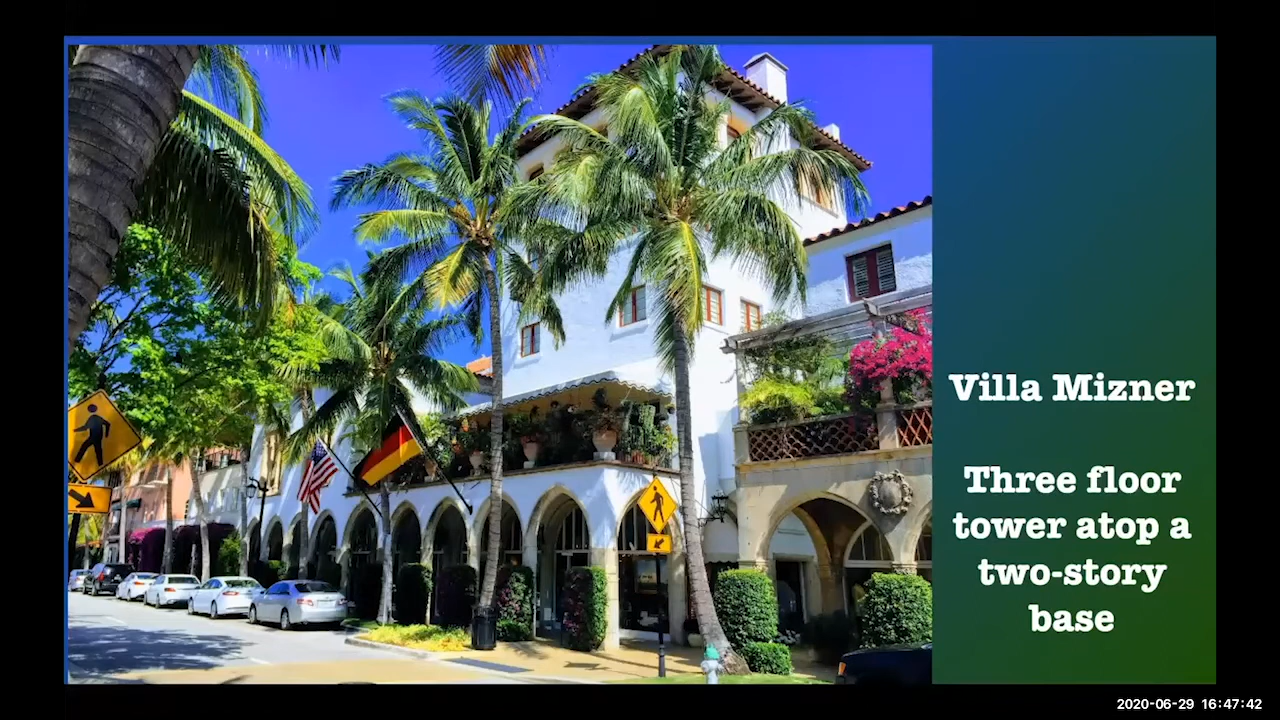 Villa Mizner
Three floor
tower atop a
two-story
base
2020-06-29 16:47:42